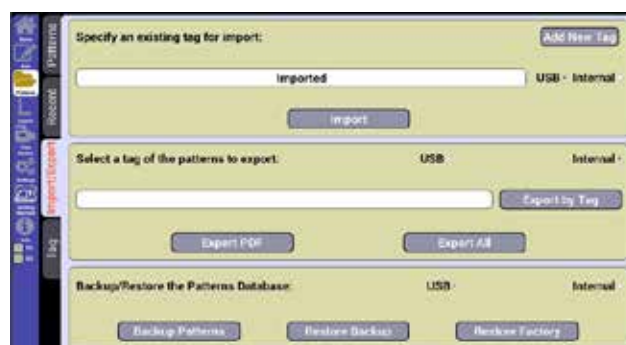 Patterns
Recent
Import/Export
Tag
Specify an existing tag for import:
Add New Tag
Imported
USB · Internal ·
Import
Select a tag of the patterns to export: USB Internal ·
Export by Tag
Export PDF Export All
Backup/Restore the Patterns Database: USB · Internal
Backup Patterns Restore Backup Restore Factory